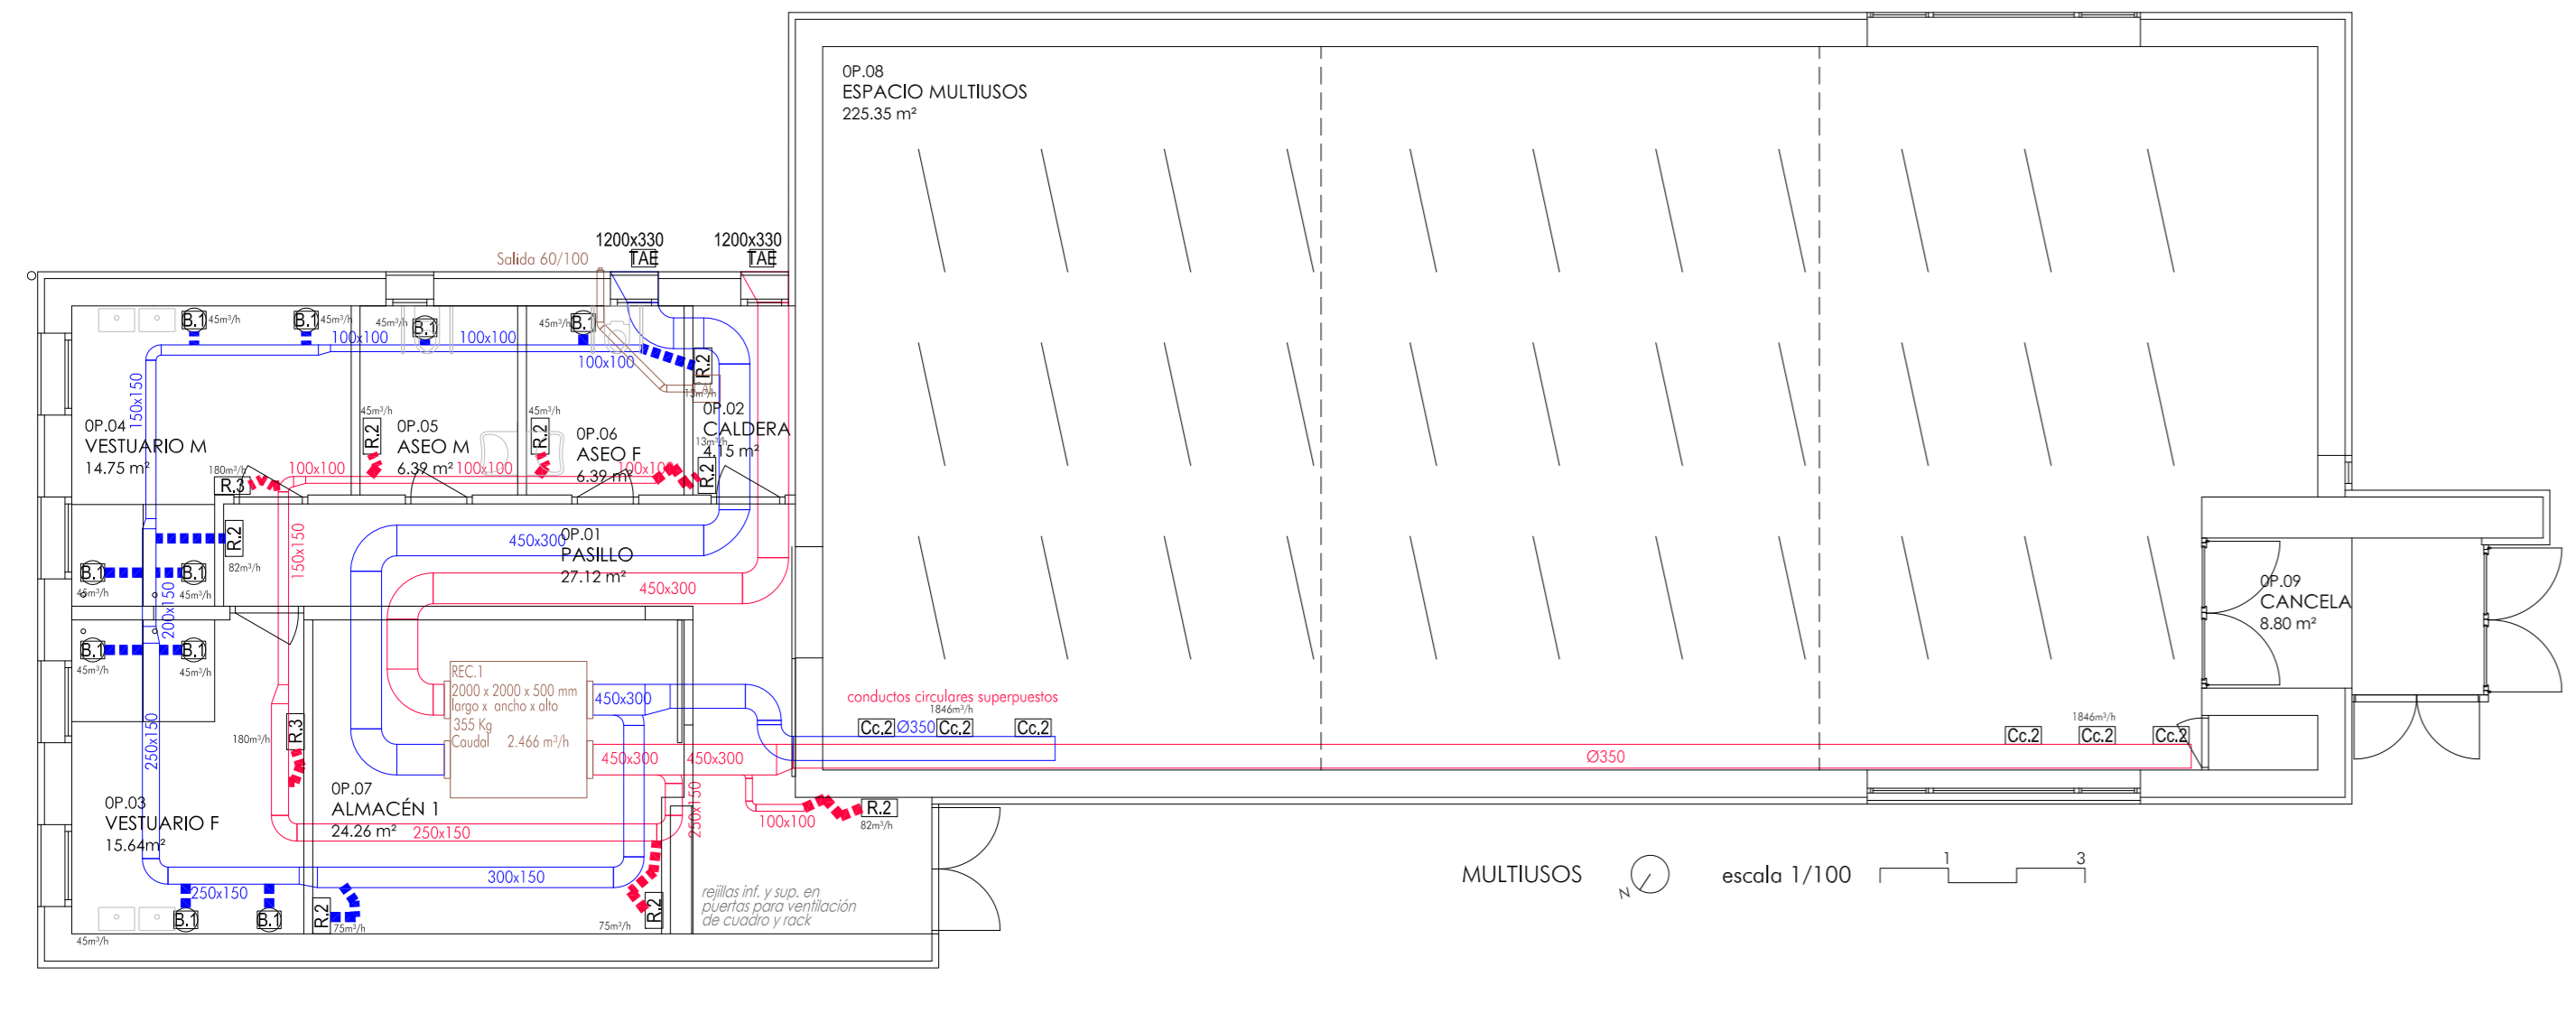 0P.08
ESPACIO MULTIUSOS
225.35 m²
1200x330
TAE
1200x330
TAE
Salida 60/100
B.1
45m³/h
B.1
45m³/h
45m³/h
B.1
45m³/h
B.1
100x100
100x100
100x100
R.2
13m³/h
150x150
0P.04
VESTUARIO M
14.75 m²
45m³/h
R.2
0P.05
ASEO M
6.39 m²
45m³/h
R.2
0P.06
ASEO F
6.39 m²
0P.02
CALDERA
4.15 m²
13m³/h
R.2
180m³/h
R.3
100x100
100x100
100x100
R.2
82m³/h
150x150
450x300
0P.01
PASILLO
27.12 m²
450x300
B.1
45m³/h
B.1
45m³/h
200x150
B.1
45m³/h
B.1
45m³/h
0P.09
CANCELA
8.80 m²
REC.1
2000 x 2000 x 500 mm
largo x ancho x alto
355 Kg
Caudal 2.466 m³/h
450x300
conductos circulares superpuestos
1846m³/h
Cc.2
Ø350
Cc.2
Cc.2
1846m³/h
Cc.2
Cc.2
Cc.2
250x150
180m³/h
R.3
450x300
450x300
Ø350
0P.03
VESTUARIO F
15.64m²
0P.07
ALMACÉN 1
24.26 m²
250x150
250x150
100x100
R.2
82m³/h
250x150
300x150
B.1
B.1
45m³/h
R.2
75m³/h
75m³/h
R.2
rejillas inf. y sup. en
puertas para ventilación
de cuadro y rack
MULTIUSOS
N
escala 1/100
1
3